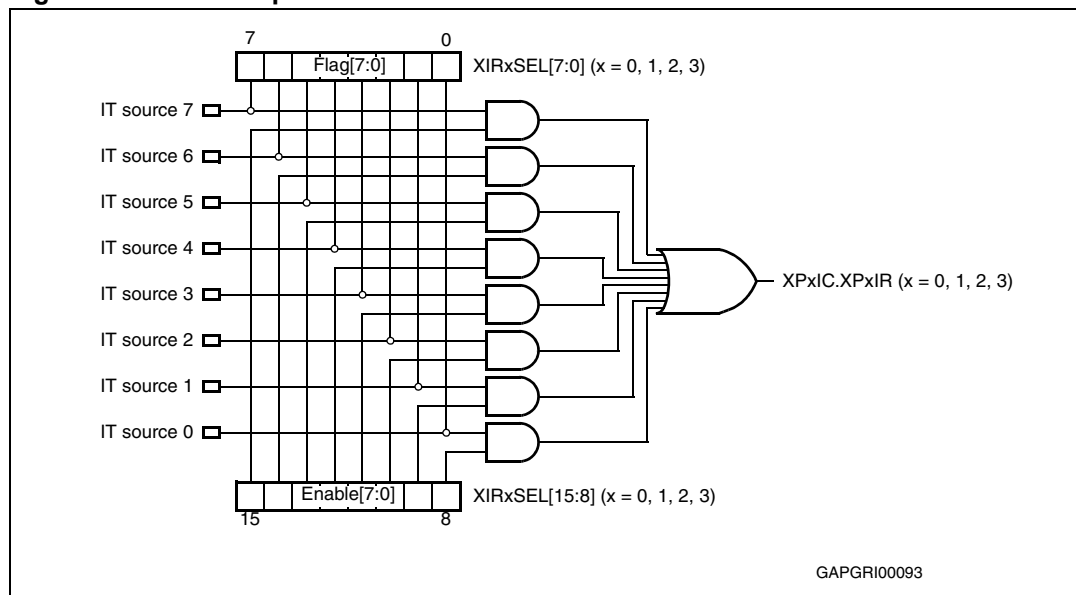 7 0
Flag[7:0] XIRxSEL[7:0] (x = 0, 1, 2, 3)
IT source 7
IT source 6
IT source 5
IT source 4
IT source 3
XPxIC.XPxIR (x = 0, 1, 2, 3)
IT source 2
IT source 1
IT source 0
Enable[7:0] XIRxSEL[15:8] (x = 0, 1, 2, 3)
15 8
GAPGRI00093